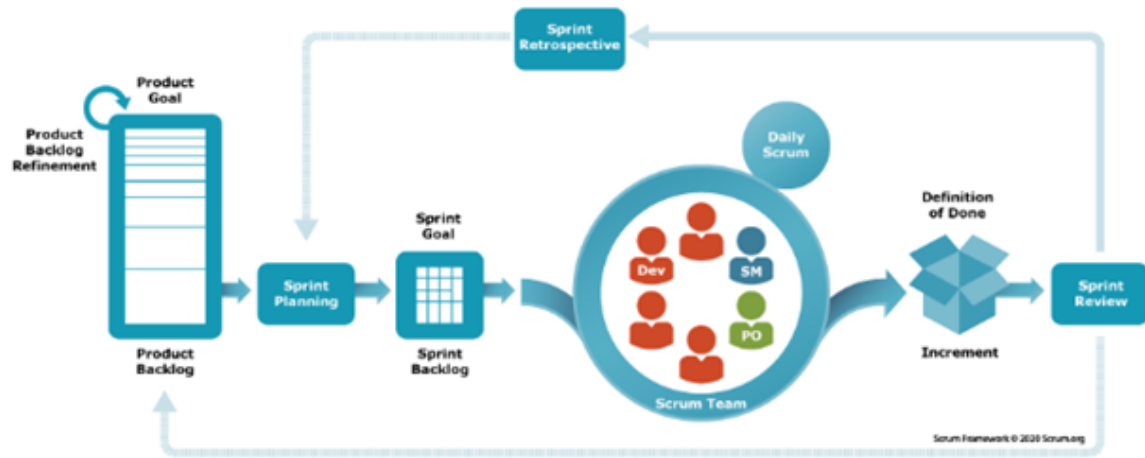 Sprint
Retrospective
Product
Goal
Product
Backlog
Refinement
Daily
Scrum
Definition
of Done
Sprint
Goal
Dev
SM
Sprint
Planning
Sprint
Review
PO
Product
Backlog
Sprint
Backlog
Increment
Scrum Team
Scrum Framework © 2020 Scrum.org